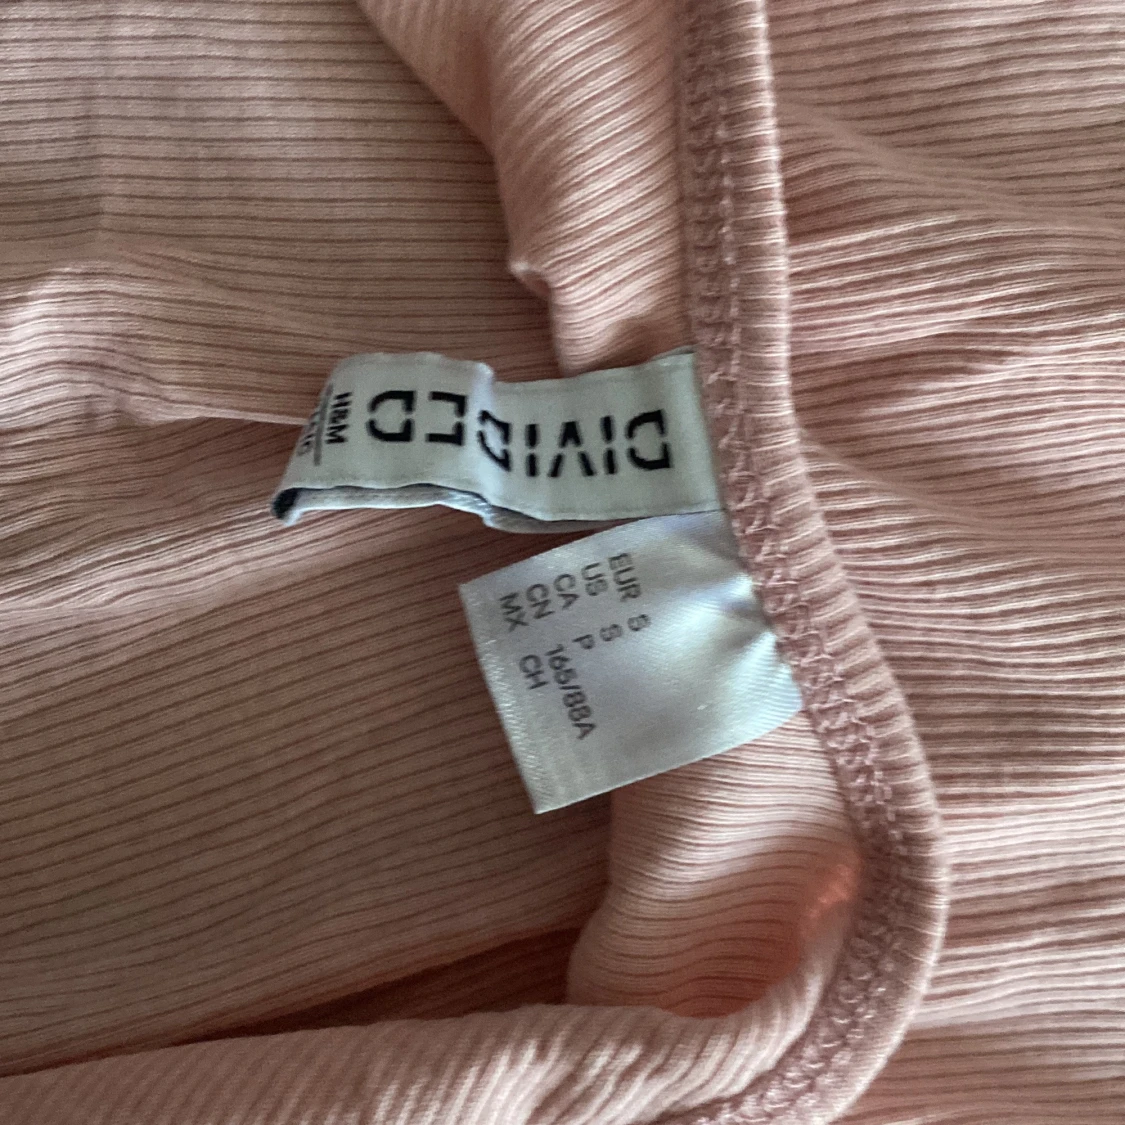 DIVIDED
H&M
EUR S
US S
CA P
CN 165/88A
MX CH